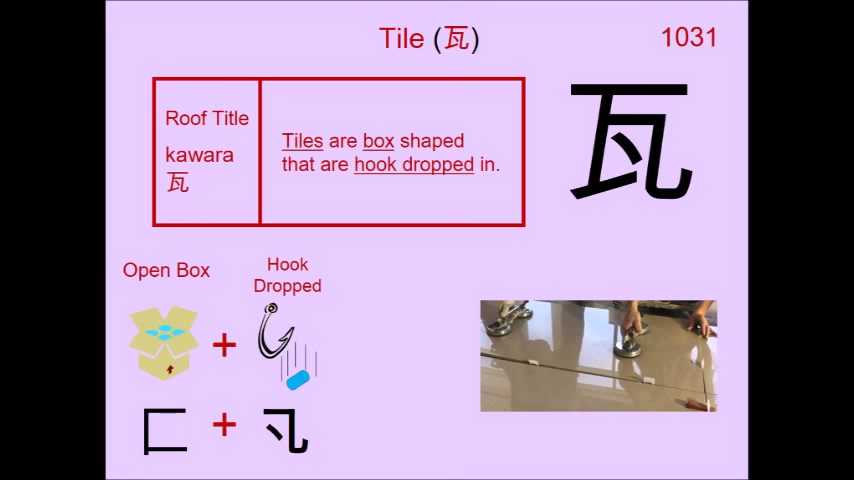 Tile (瓦)
1031
Roof Title
kawara
瓦
Tiles are box shaped
that are hook dropped in.
瓦
Open Box
Hook
Dropped
+
匚 + ⺄